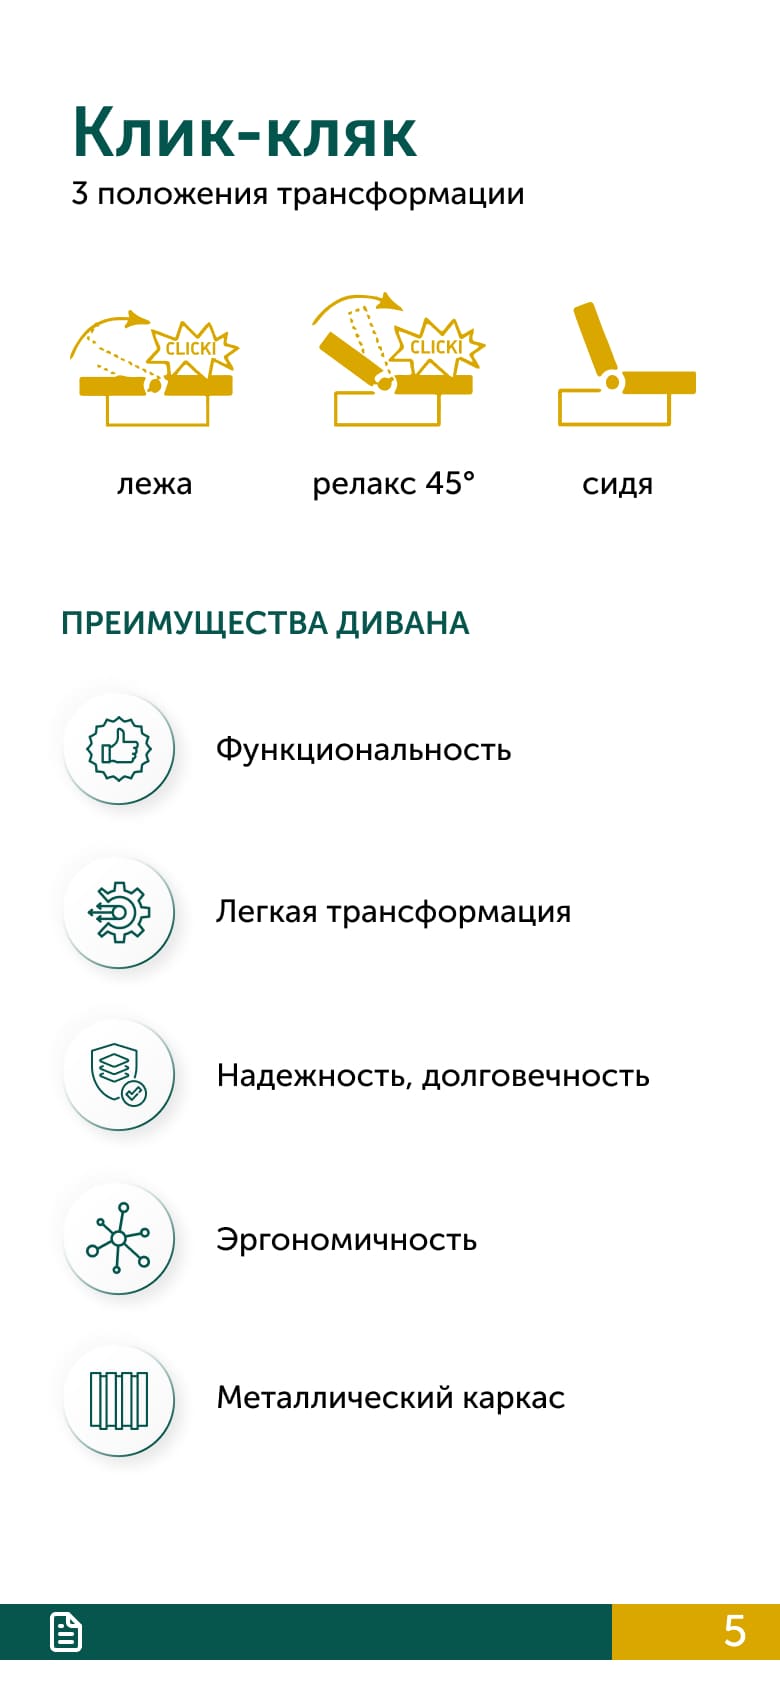 Клик-кляк
3 положения трансформации
CLICK!
CLICK!
лежа
релакс 45°
сидя
ПРЕИМУЩЕСТВА ДИВАНА
Функциональность
Легкая трансформация
Надежность, долговечность
Эргономичность
Металлический каркас
5